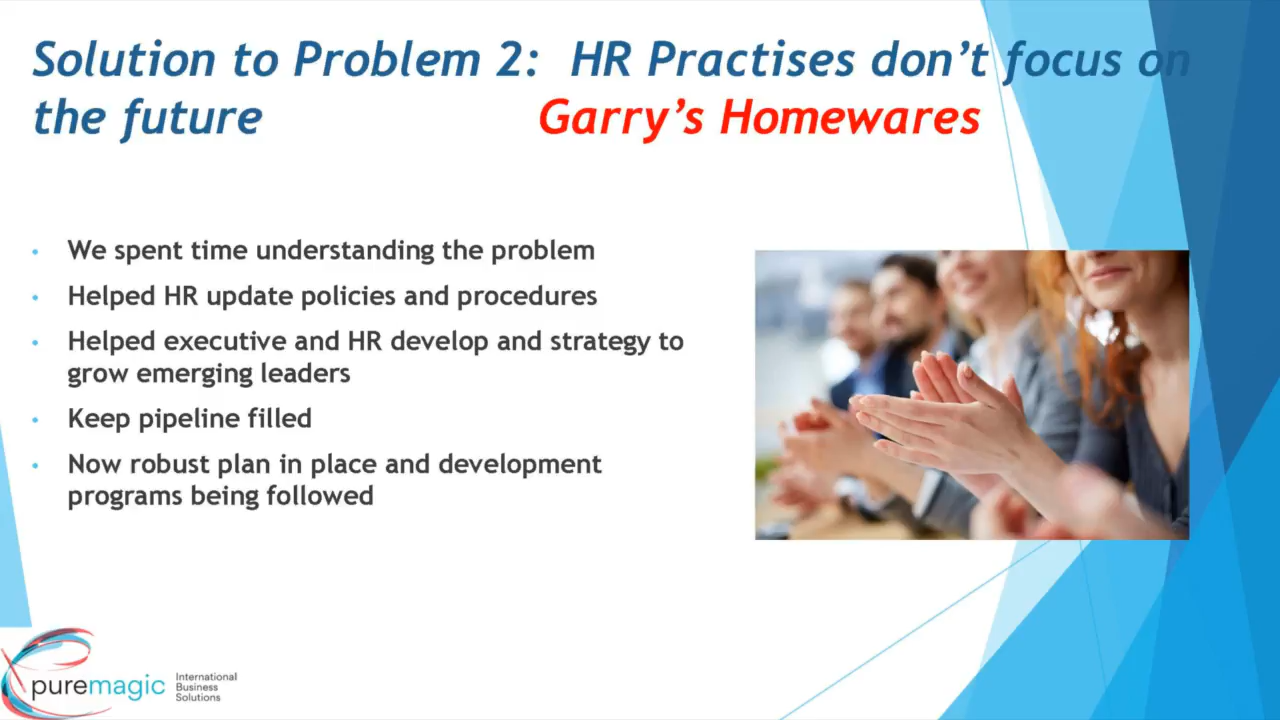 Solution to Problem 2: HR Practises don't focus on
the future Garry's Homewares
• We spent time understanding the problem
• Helped HR update policies and procedures
• Helped executive and HR develop and strategy to
grow emerging leaders
• Keep pipeline filled
• Now robust plan in place and development
programs being followed
puremagic
International
Business
Solutions